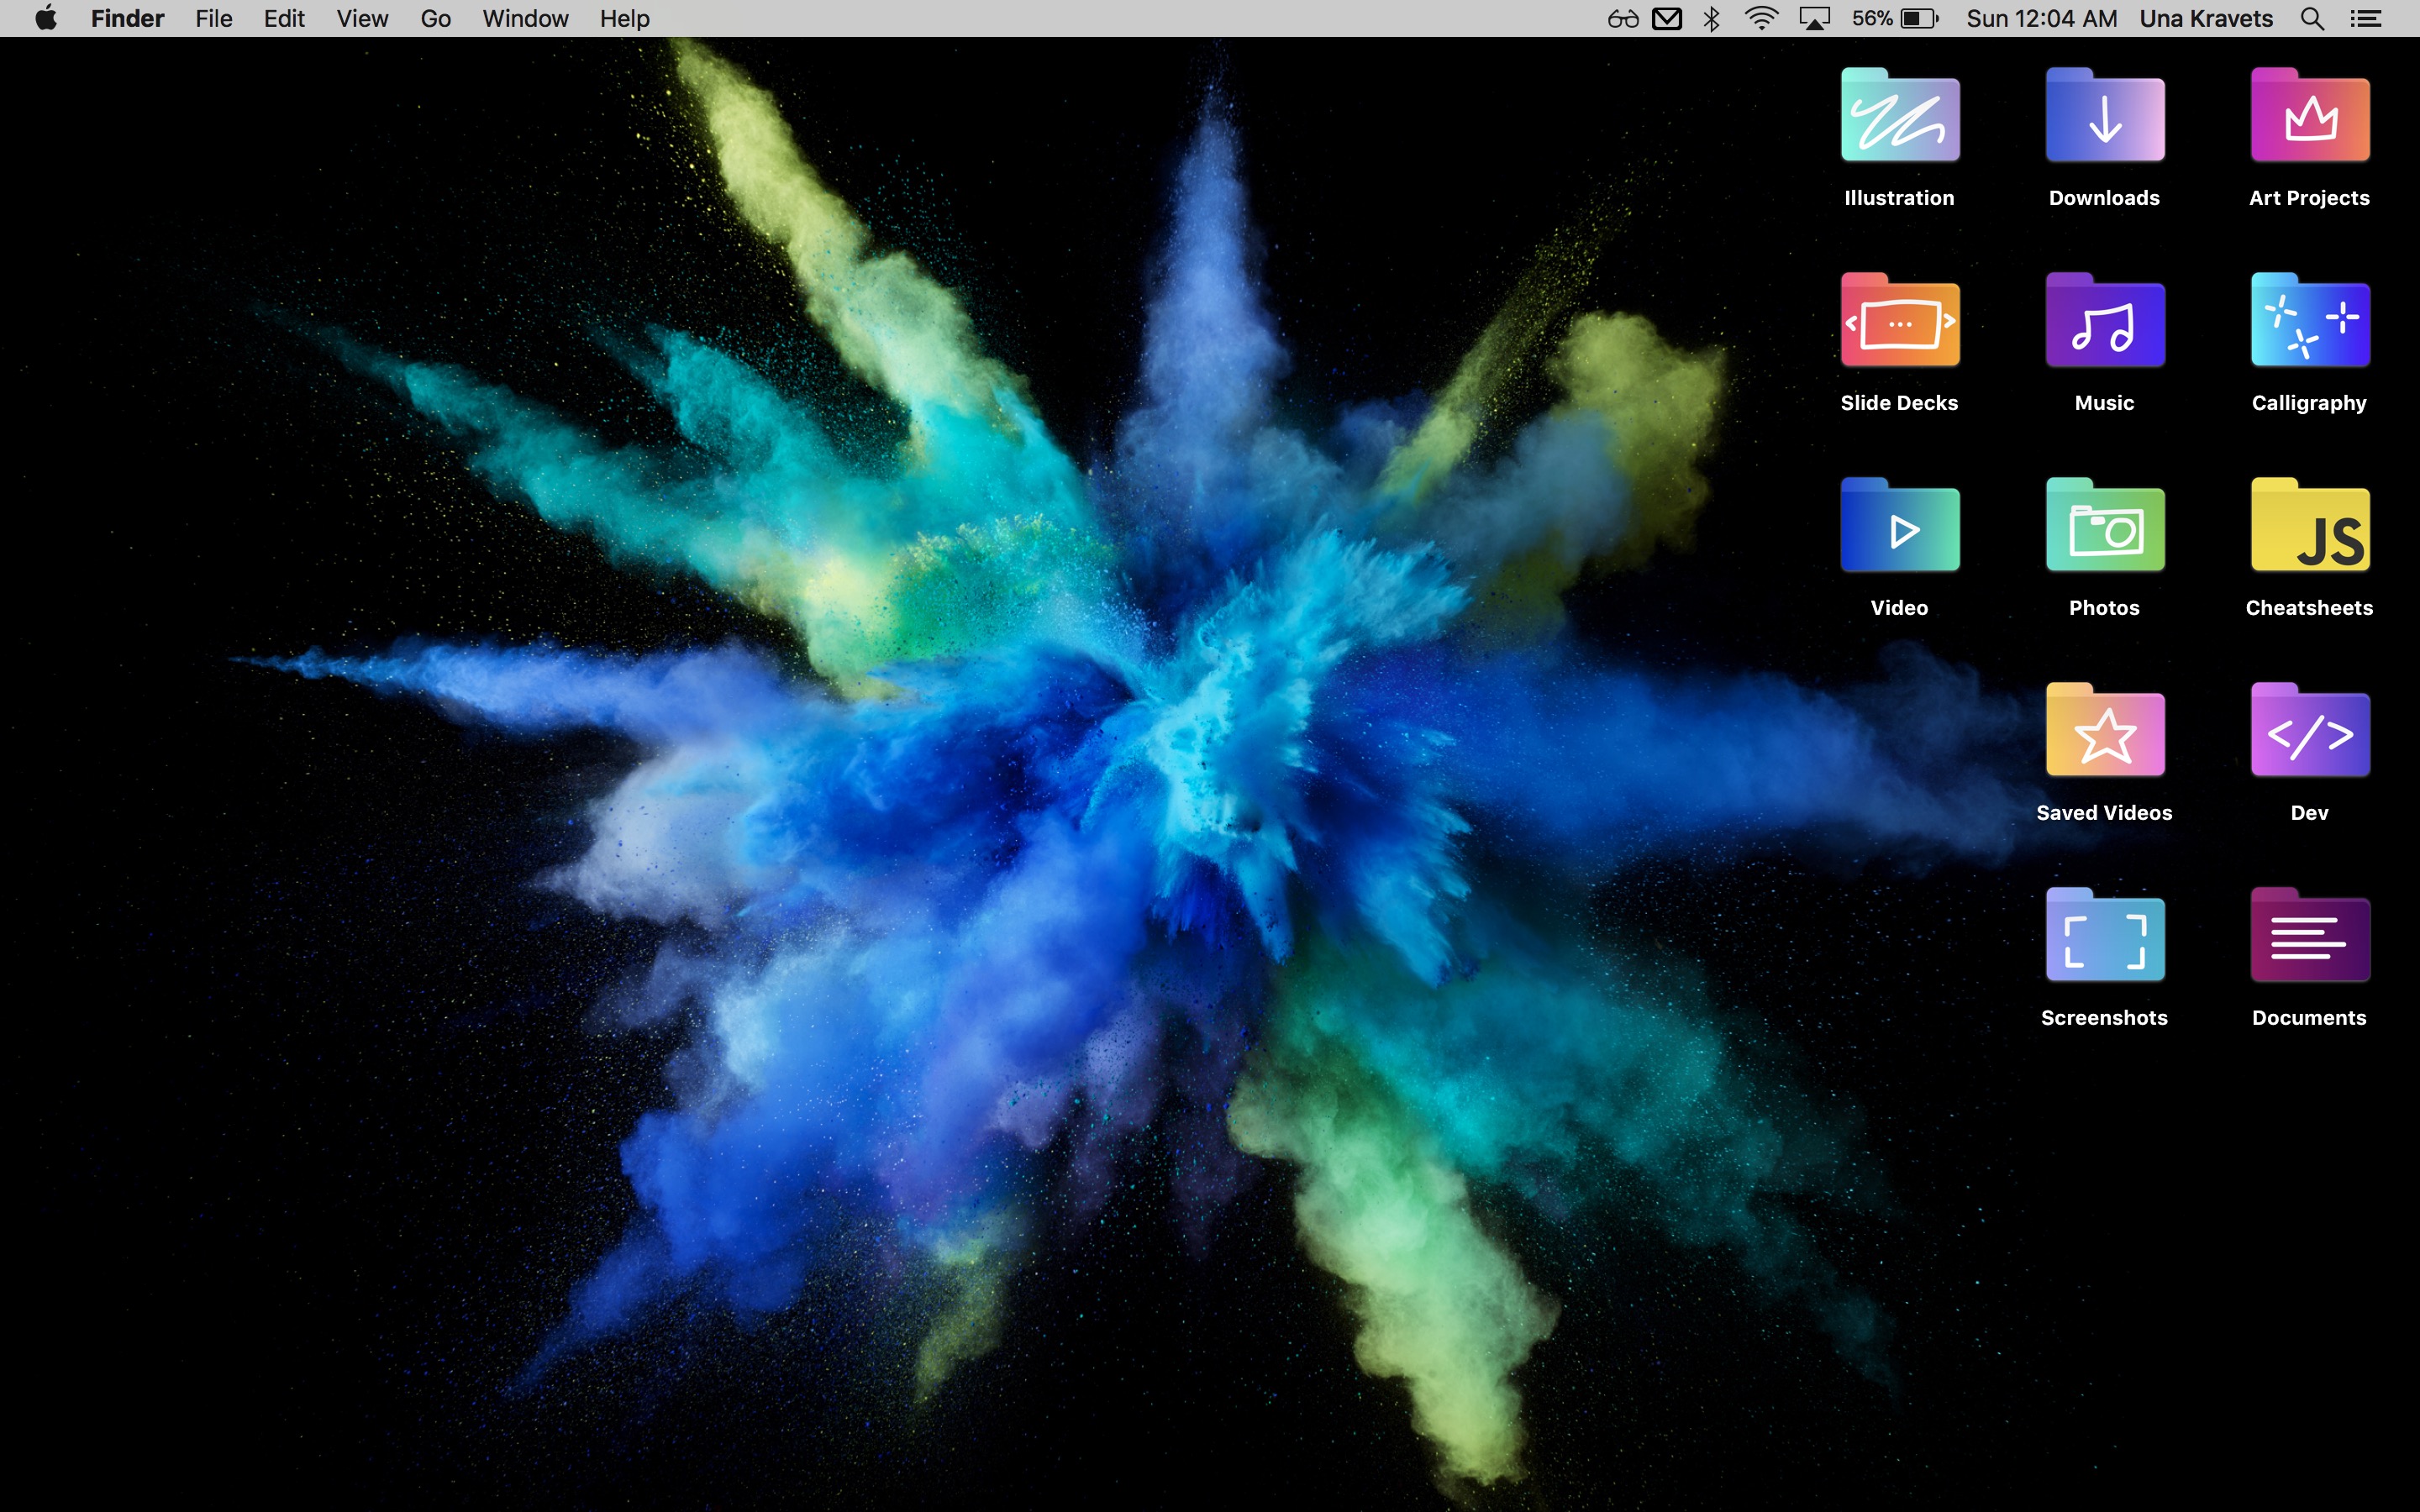 Finder File Edit View Go Window Help 56% Sun 12:04 AM Una Kravets
Illustration Downloads Art Projects
Slide Decks Music Calligraphy
JS
Video Photos Cheatsheets
Saved Videos Dev
Screenshots Documents